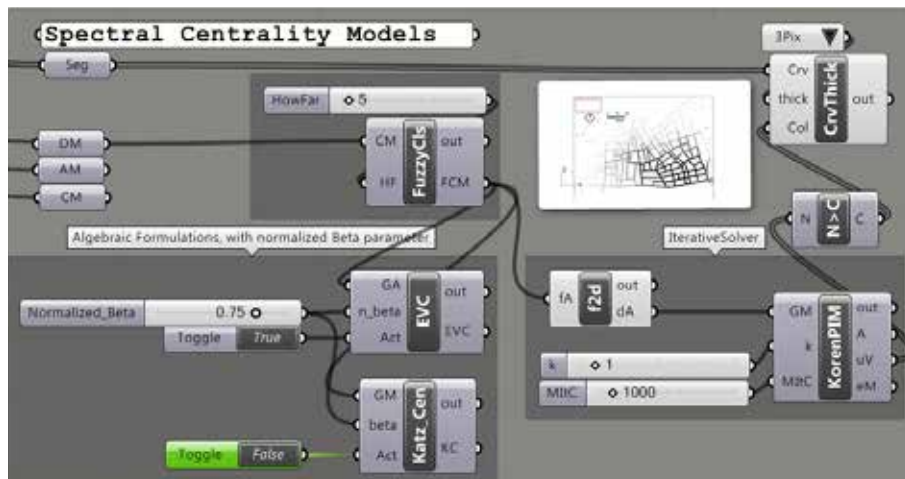 Spectral Centrality Models
3Pix
Seg
Crv
thick
Col
CrvThick
out
HowFar
5
DM
AM
CM
CM
HF
FuzzyCls
out
FCM
N
N>C
C
Algebraic Formulations, with normalized Beta parameter
IterativeSolver
GA
n_beta
Act
EVC
out
EVC
Normalized_Beta
0.75
Toggle
True
fA
f2d
out
dA
GM
k
MItC
KorenPIM
out
A
uV
eM
k
1
MItC
1000
GM
beta
Act
Katz_Cen
out
KC
Toggle
False